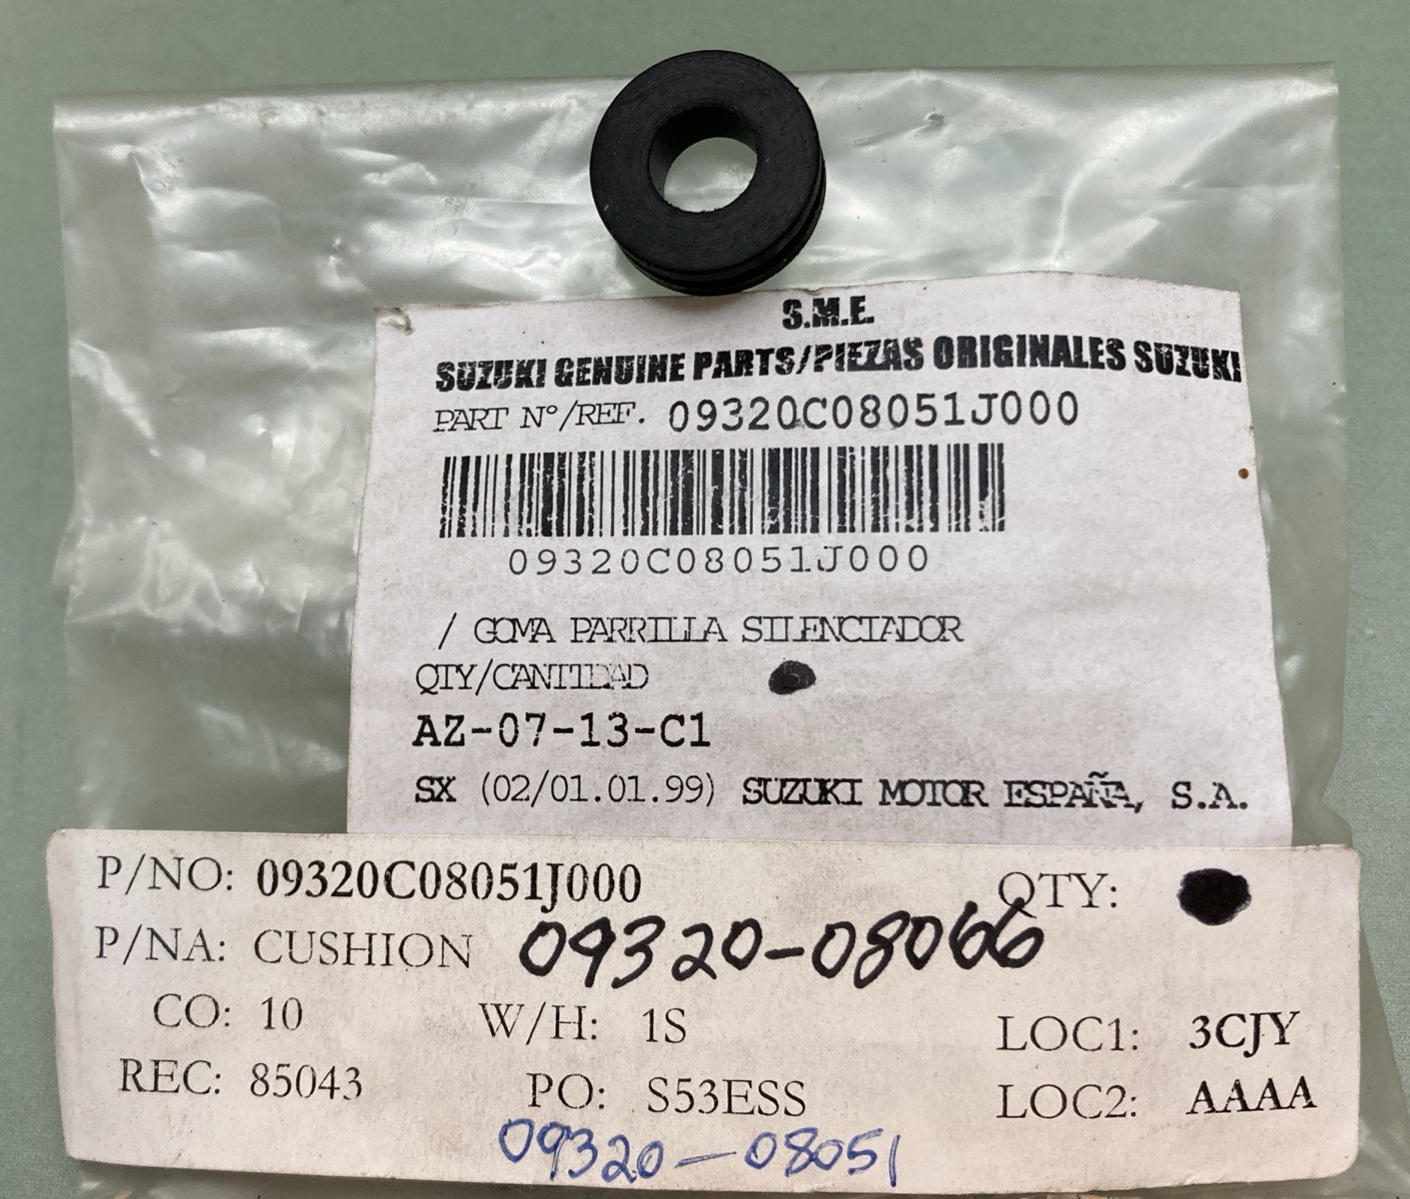 S.M.E.
SUZUKI GENUINE PARTS/PIEZAS ORIGINALES SUZUKI
PART Nº/REF. 09320C08051J000
09320C08051J000
/ GOMA PARRILLA SILENCIADOR
QTY/CANTIDAD
AZ-07-13-C1
SX (02/01.01.99) SUZUKI MOTOR ESPAÑA, S.A.
P/NO: 09320C08051J000 QTY:
P/NA: CUSHION 09320-08066
CO: 10 W/H: 1S LOC1: 3CJY
REC: 85043 PO: S53ESS LOC2: AAAA
09320-08051